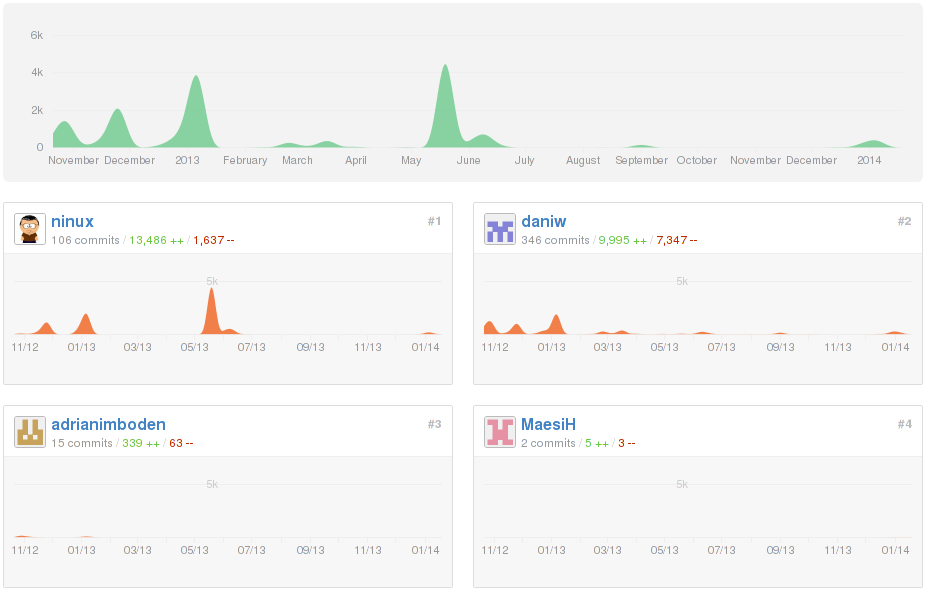 6k
4k
2k
0
November December 2013 February March April May June July August September October November December 2014
ninux #1
106 commits / 13,486 ++ / 1,637 --
5k
11/12 01/13 03/13 05/13 07/13 09/13 11/13 01/14
daniw #2
346 commits / 9,995 ++ / 7,347 --
5k
11/12 01/13 03/13 05/13 07/13 09/13 11/13 01/14
adrianimboden #3
15 commits / 339 ++ / 63 --
5k
11/12 01/13 03/13 05/13 07/13 09/13 11/13 01/14
MaesiH #4
2 commits / 5 ++ / 3 --
5k
11/12 01/13 03/13 05/13 07/13 09/13 11/13 01/14